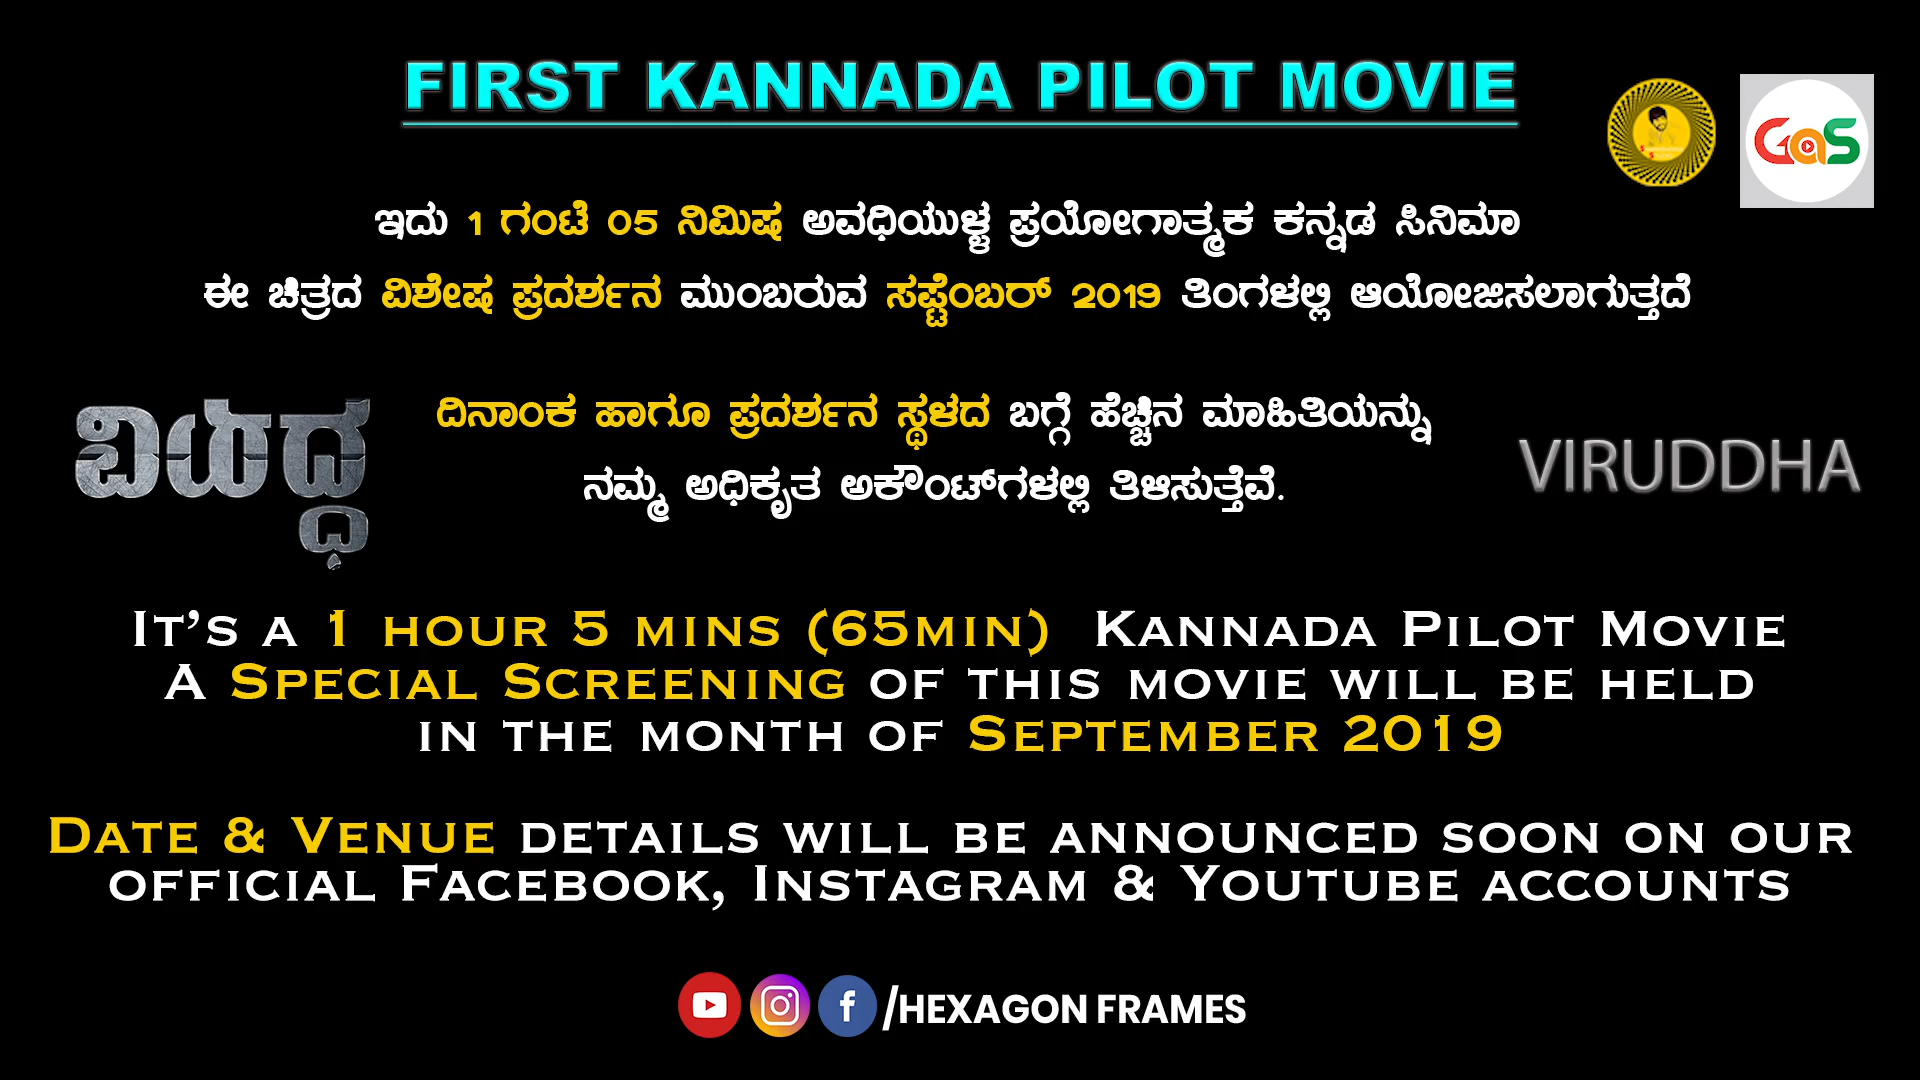 FIRST KANNADA PILOT MOVIE
GaS
ಇದು 1 ಗಂಟೆ 05 ನಿಮಿಷ ಅವಧಿಯುಳ್ಳ ಪ್ರಯೋಗಾತ್ಮಕ ಕನ್ನಡ ಸಿನಿಮಾ
ಈ ಚಿತ್ರದ ವಿಶೇಷ ಪ್ರದರ್ಶನ ಮುಂಬರುವ ಸಪ್ಟೆಂಬರ್ 2019 ತಿಂಗಳಲ್ಲಿ ಆಯೋಜಿಸಲಾಗುತ್ತದೆ
ವಿರುದ್ಧ
ದಿನಾಂಕ ಹಾಗೂ ಪ್ರದರ್ಶನ ಸ್ಥಳದ ಬಗ್ಗೆ ಹೆಚ್ಚಿನ ಮಾಹಿತಿಯನ್ನು
ನಮ್ಮ ಅಧಿಕೃತ ಅಕೌಂಟ್‌ಗಳಲ್ಲಿ ತಿಳಿಸುತ್ತೆವೆ.
VIRUDDHA
It's a 1 hour 5 mins (65min) Kannada Pilot Movie
A Special Screening of this movie will be held
in the month of September 2019
Date & Venue details will be announced soon on our
official Facebook, Instagram & Youtube accounts
/HEXAGON FRAMES